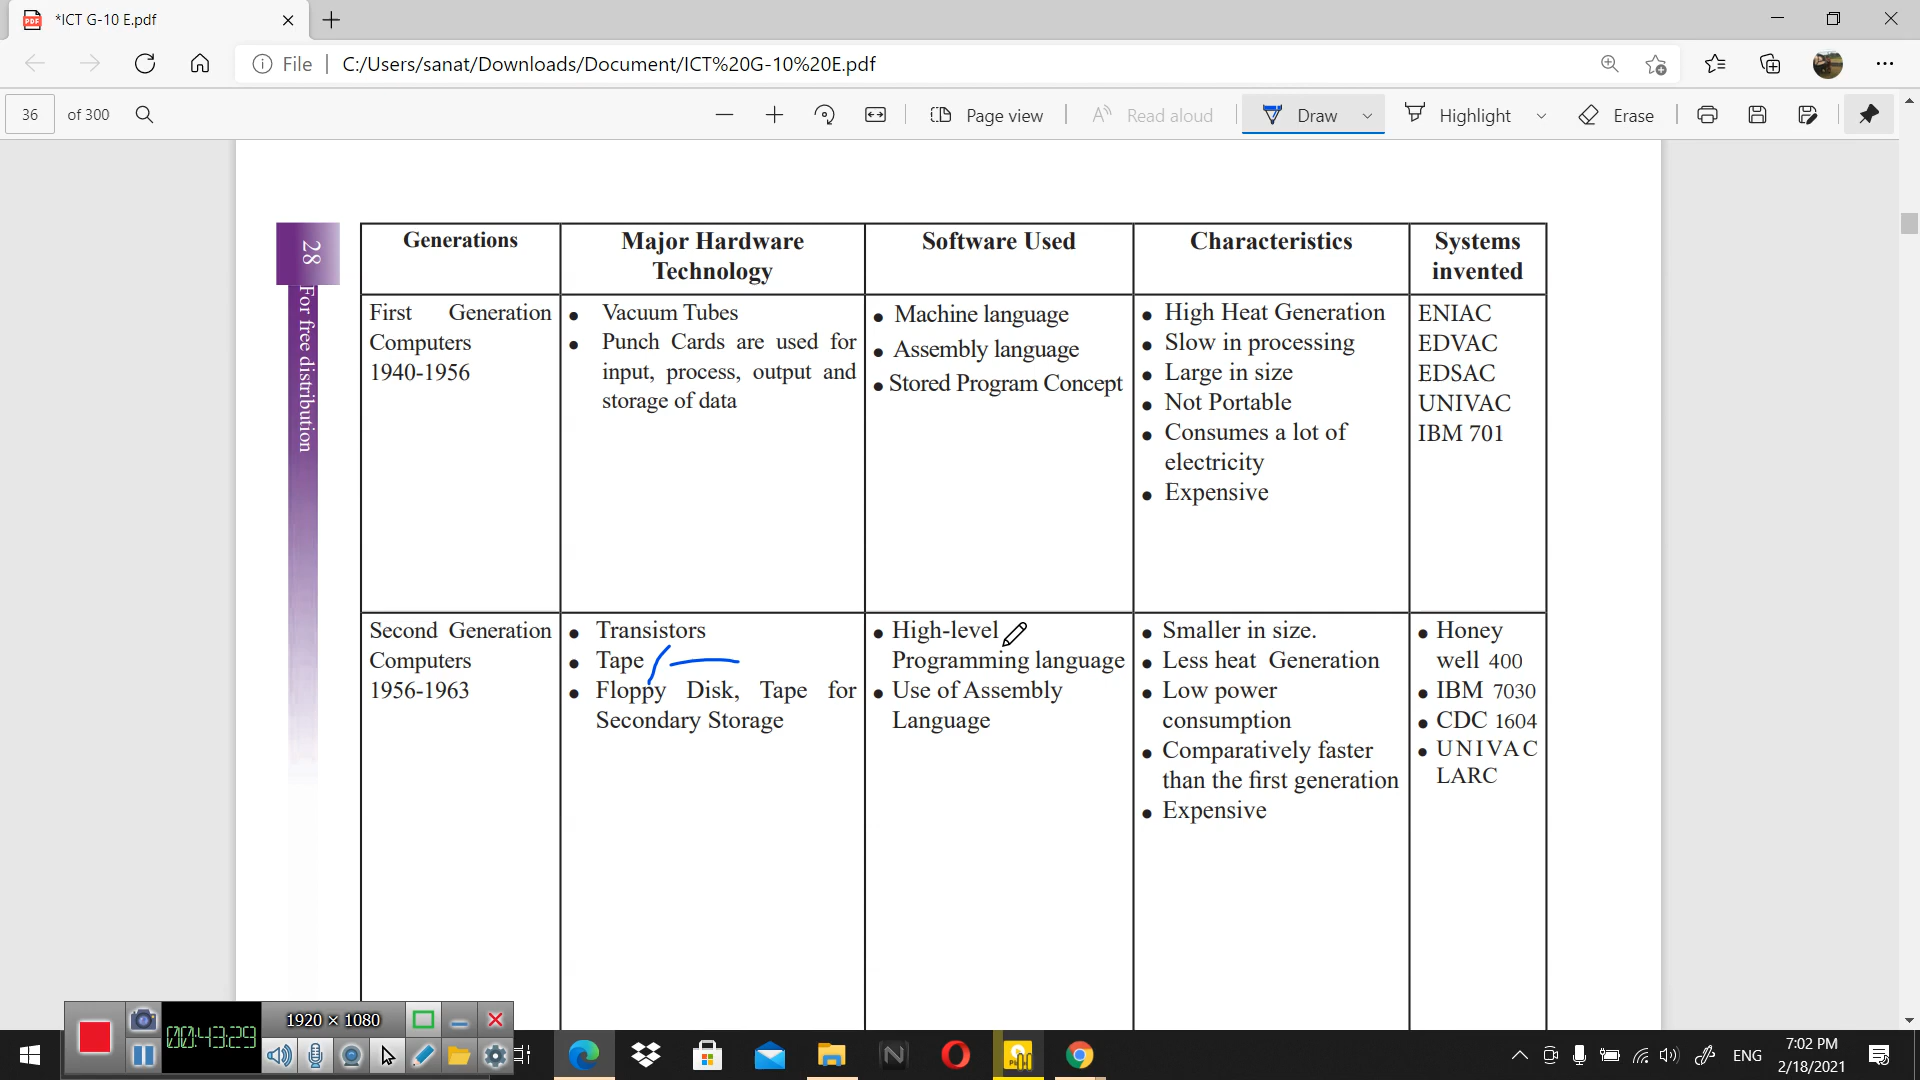 *ICT G-10 E.pdf
File
C:/Users/sanat/Downloads/Document/ICT%20G-10%20E.pdf
36 of 300
Page view
Read aloud
Draw
Highlight
Erase
28
For free distribution
Generations
Major Hardware
Technology
Software Used
Characteristics
Systems
invented
First Generation
Computers
1940-1956
• Vacuum Tubes
• Punch Cards are used for
input, process, output and
storage of data
• Machine language
• Assembly language
• Stored Program Concept
• High Heat Generation
• Slow in processing
• Large in size
• Not Portable
• Consumes a lot of
electricity
• Expensive
ENIAC
EDVAC
EDSAC
UNIVAC
IBM 701
Second Generation
Computers
1956-1963
• Transistors
• Tape
• Floppy Disk, Tape for
Secondary Storage
• High-level
Programming language
• Use of Assembly
Language
• Smaller in size.
• Less heat Generation
• Low power
consumption
• Comparatively faster
than the first generation
• Expensive
• Honey
well 400
• IBM 7030
• CDC 1604
• UNIVAC
LARC
00:43:29
1920 × 1080
ENG
7:02 PM
2/18/2021